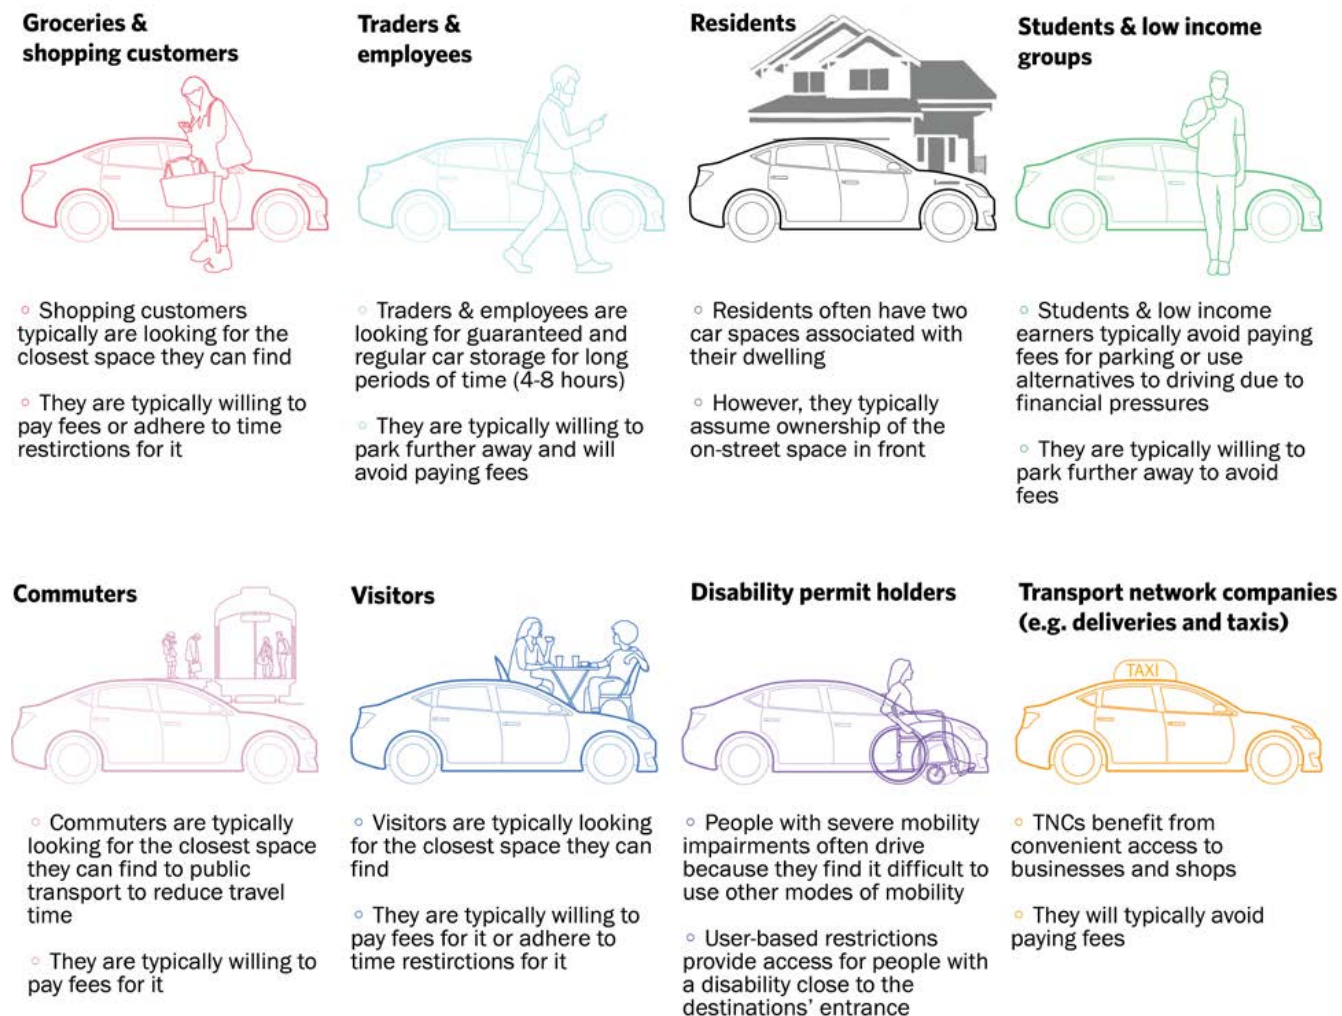 Groceries &
shopping customers
○ Shopping customers
typically are looking for the
closest space they can find
○ They are typically willing to
pay fees or adhere to time
restirctions for it
Traders &
employees
○ Traders & employees are
looking for guaranteed and
regular car storage for long
periods of time (4-8 hours)
○ They are typically willing to
park further away and will
avoid paying fees
Residents
○ Residents often have two
car spaces associated with
their dwelling
○ However, they typically
assume ownership of the
on-street space in front
Students & low income
groups
○ Students & low income
earners typically avoid paying
fees for parking or use
alternatives to driving due to
financial pressures
○ They are typically willing to
park further away to avoid
fees
Commuters
○ Commuters are typically
looking for the closest space
they can find to public
transport to reduce travel
time
○ They are typically willing to
pay fees for it
Visitors
○ Visitors are typically looking
for the closest space they can
find
○ They are typically willing to
pay fees for it or adhere to
time restirctions for it
Disability permit holders
○ People with severe mobility
impairments often drive
because they find it difficult to
use other modes of mobility
○ User-based restrictions
provide access for people with
a disability close to the
destinations’ entrance
Transport network companies
(e.g. deliveries and taxis)
TAXI
○ TNCs benefit from
convenient access to
businesses and shops
○ They will typically avoid
paying fees